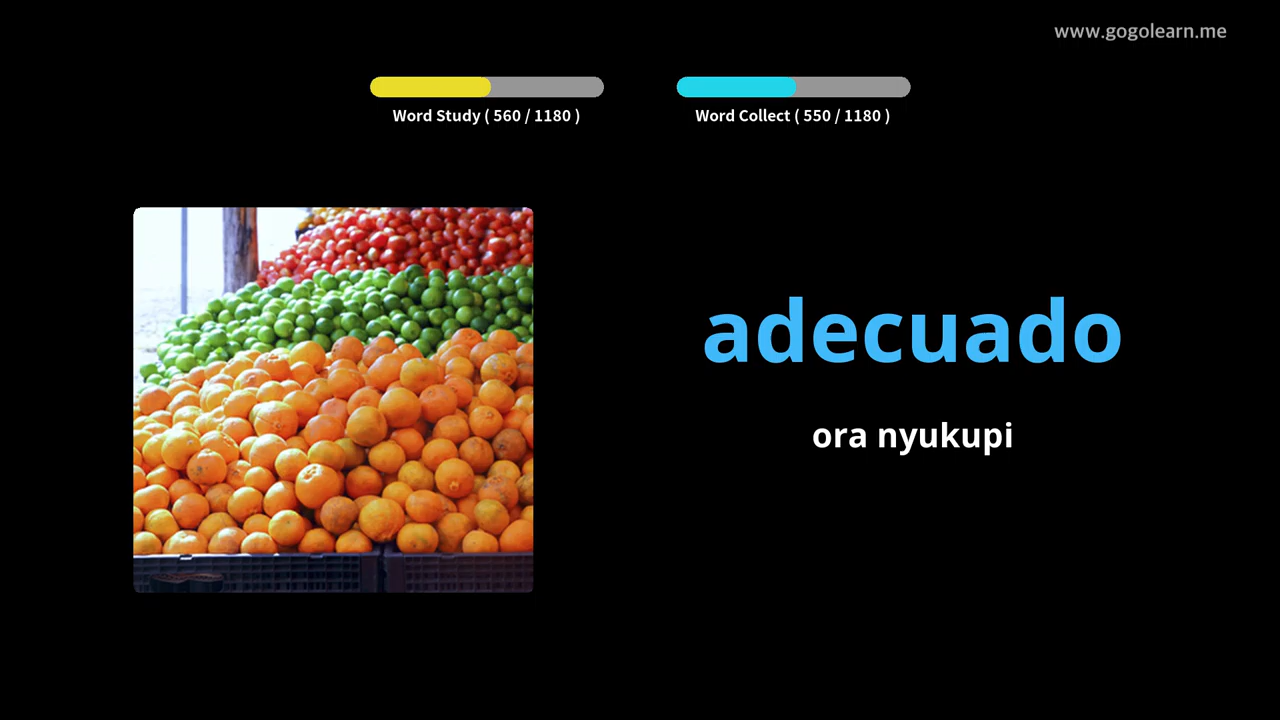 www.gogolearn.me
Word Study ( 560 / 1180 )
Word Collect ( 550 / 1180 )
adecuado
ora nyukupi